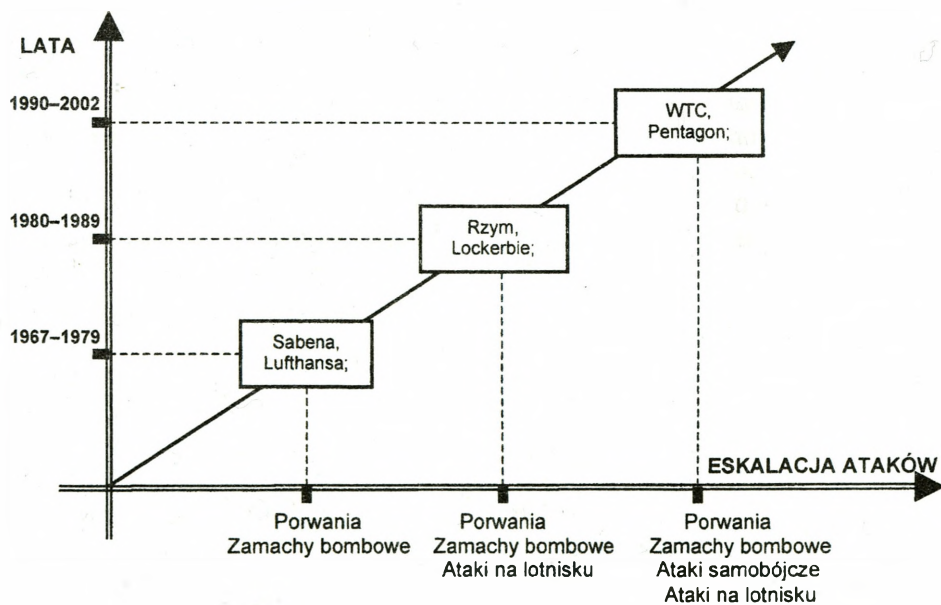 LATA
1990–2002
WTC,
Pentagon;
1980–1989
Rzym,
Lockerbie;
1967–1979
Sabena,
Lufthansa;
ESKALACJA ATAKÓW
Porwania
Zamachy bombowe
Porwania
Zamachy bombowe
Ataki na lotnisku
Porwania
Zamachy bombowe
Ataki samobójcze
Ataki na lotnisku